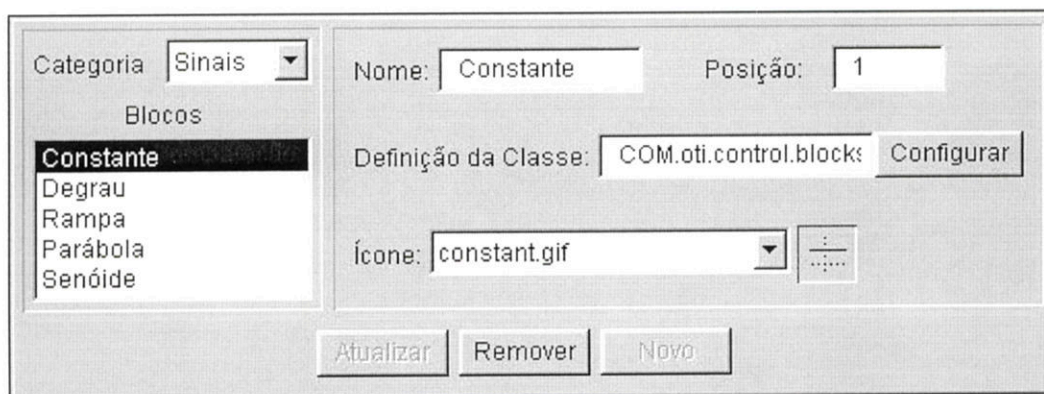 Categoria Sinais
Blocos
Constante
Degrau
Rampa
Parábola
Senóide
Nome: Constante Posição: 1
Definição da Classe: COM.oti.control.blocks Configurar
Ícone: constant.gif
Atualizar Remover Novo